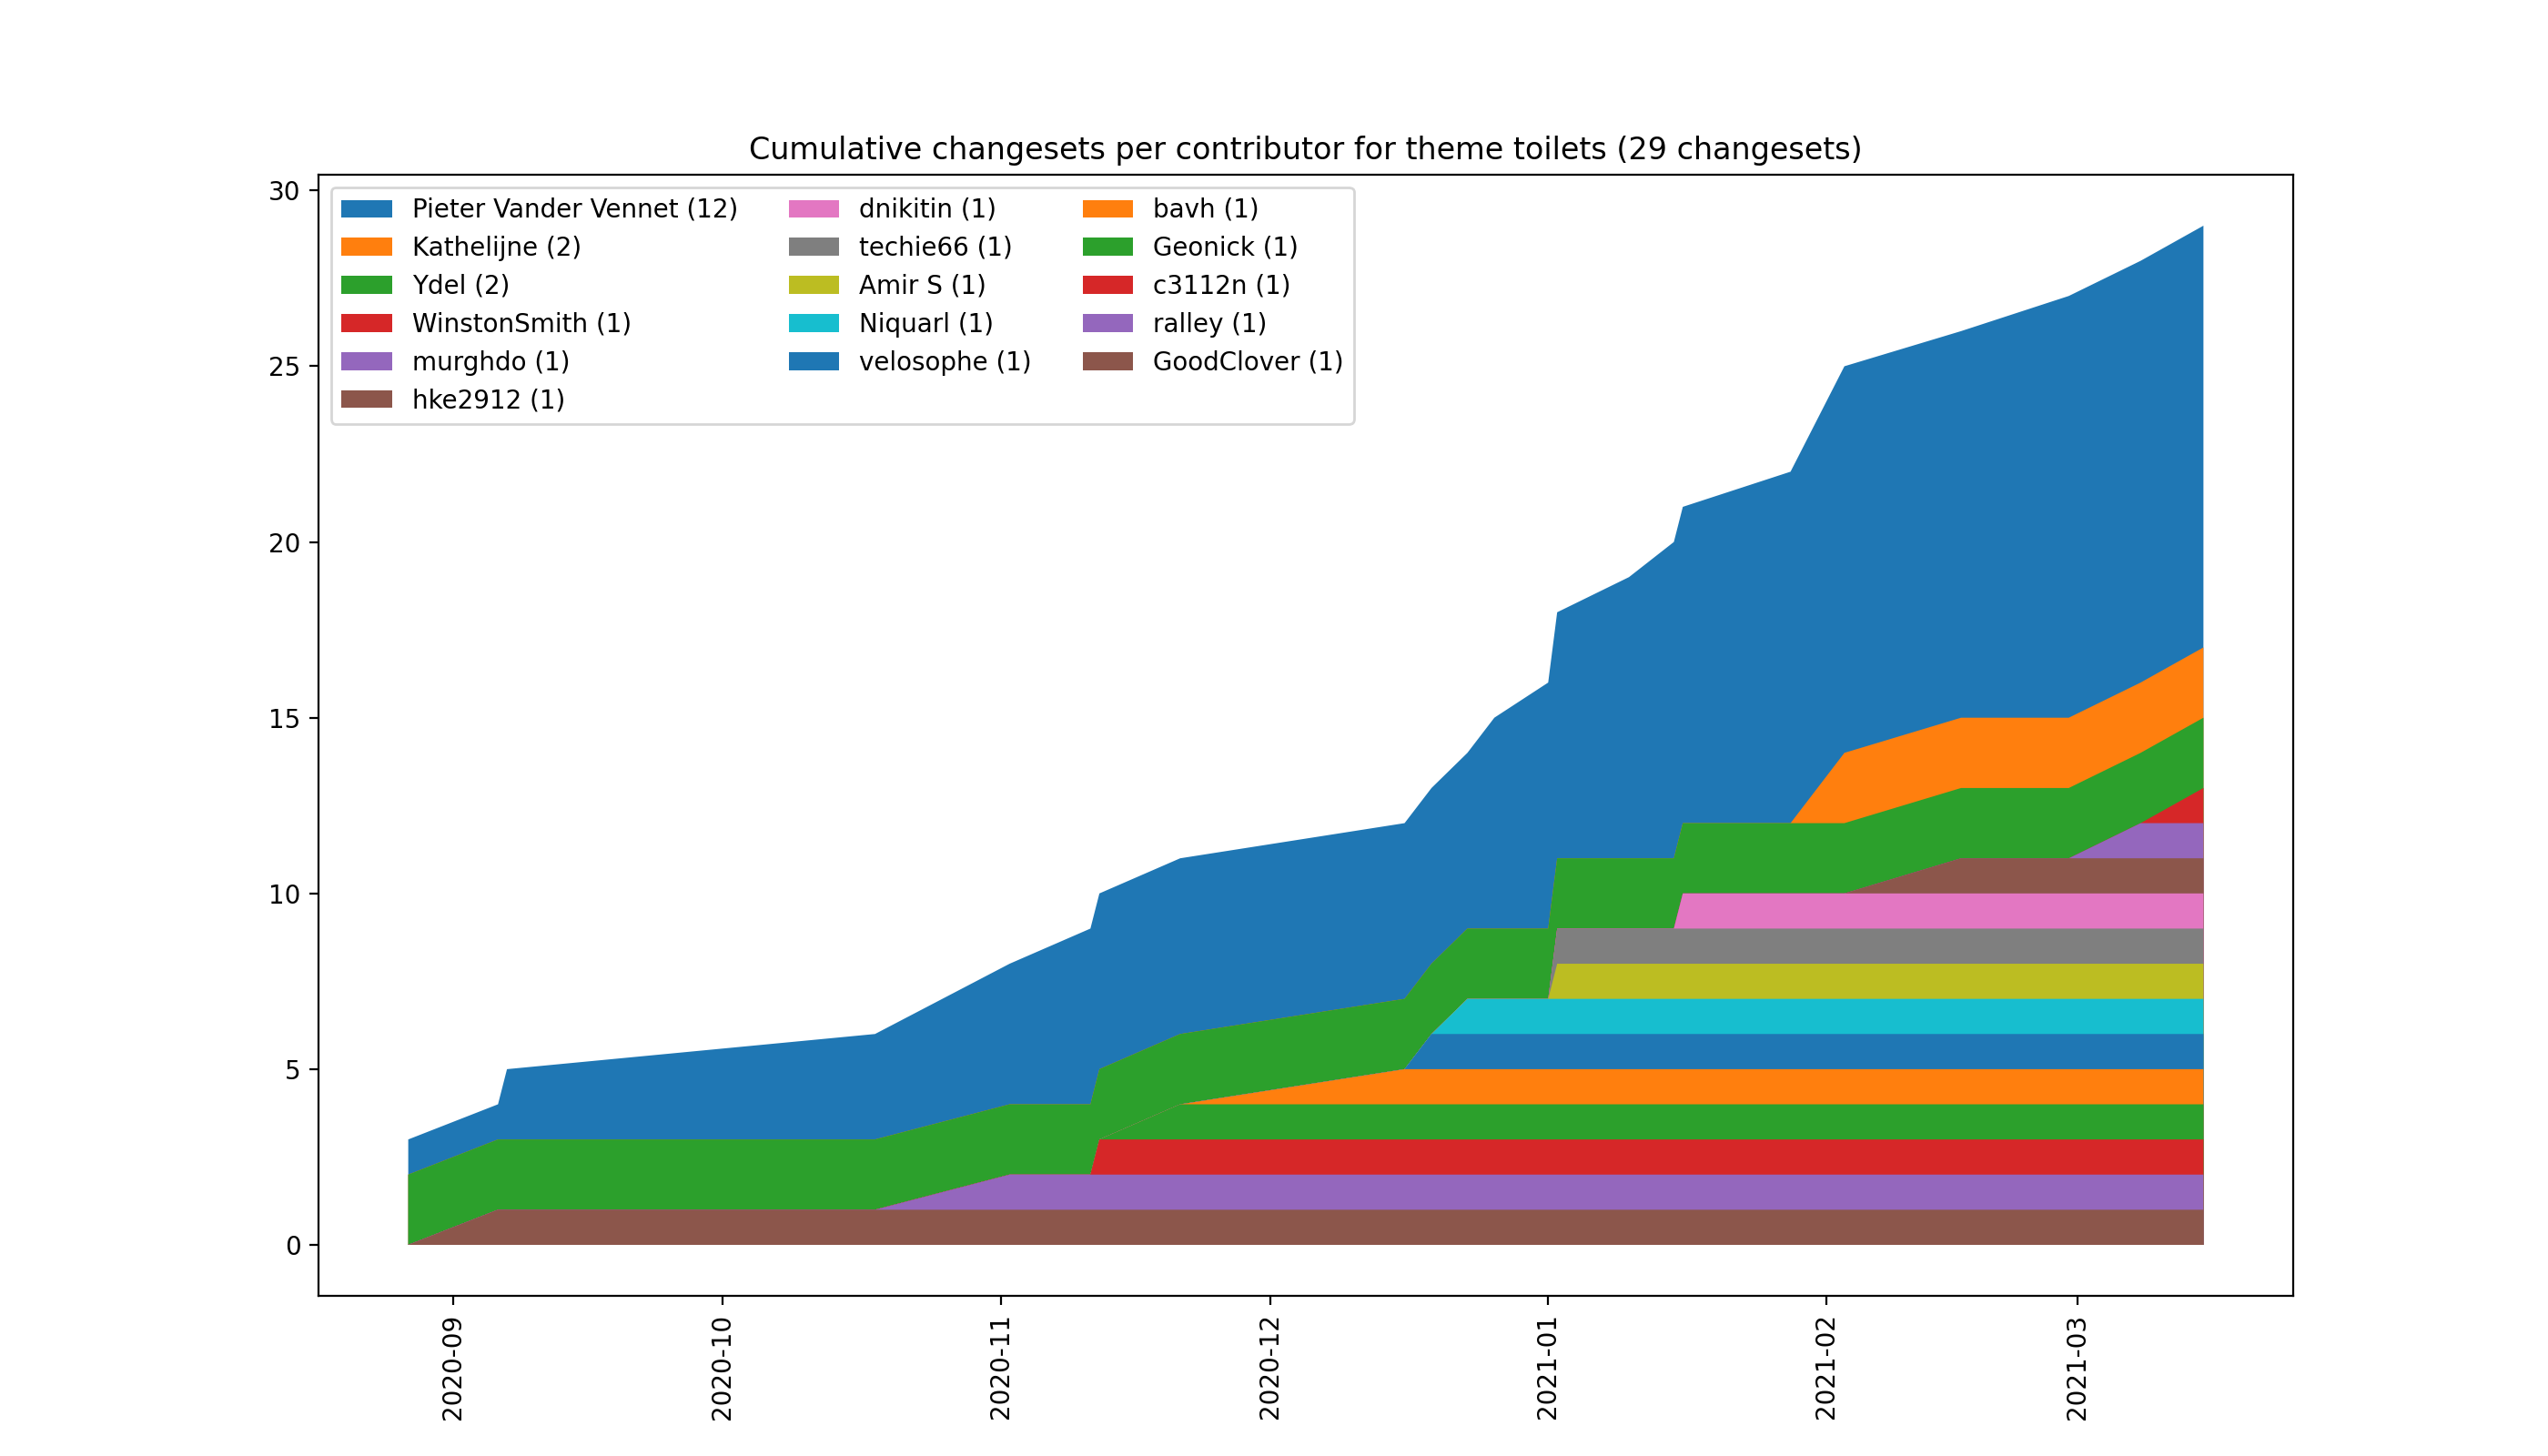 Cumulative changesets per contributor for theme toilets (29 changesets)
30
25
20
15
10
5
0
Pieter Vander Vennet (12)
Kathelijne (2)
Ydel (2)
WinstonSmith (1)
murghdo (1)
hke2912 (1)
dnikitin (1)
techie66 (1)
Amir S (1)
Niquarl (1)
velosophe (1)
bavh (1)
Geonick (1)
c3112n (1)
ralley (1)
GoodClover (1)
2020-09
2020-10
2020-11
2020-12
2021-01
2021-02
2021-03